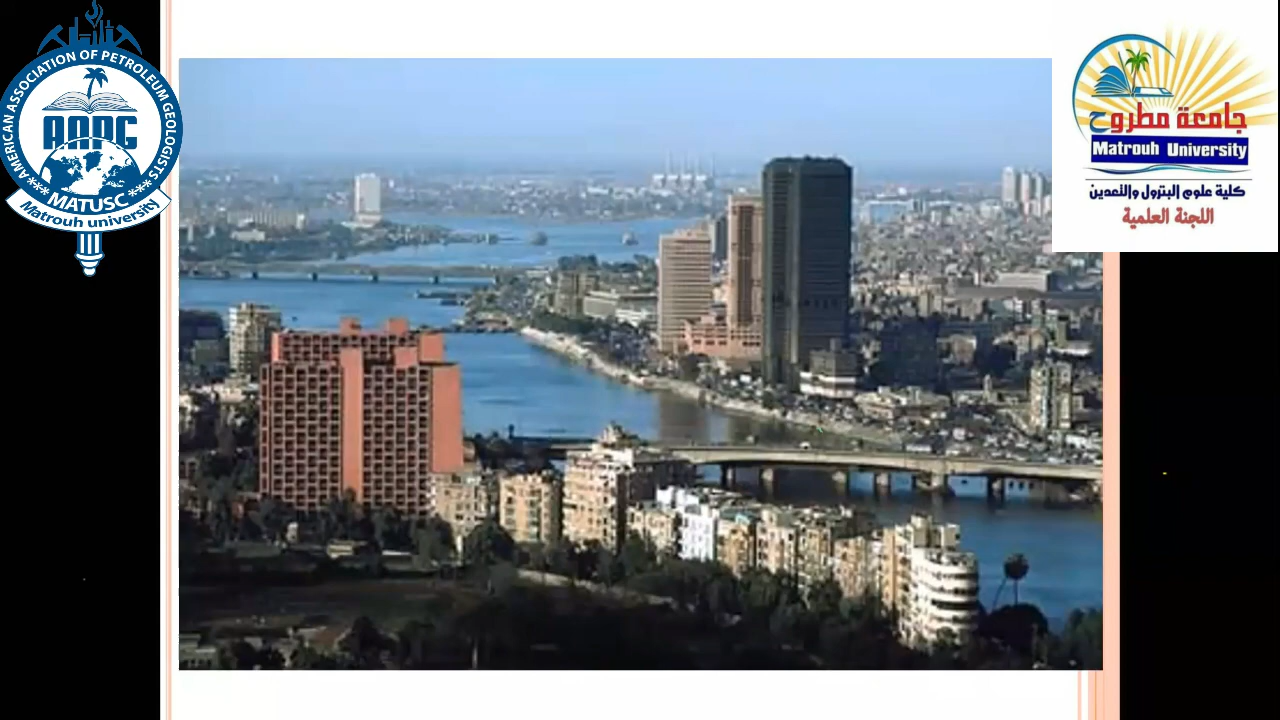 AMERICAN ASSOCIATION OF PETROLEUM GEOLOGISTS
AAPG
*** MATUSC ***
Matrouh university
جامعة مطروح
Matrouh University
كلية علوم البترول والتعدين
اللجنة العلمية